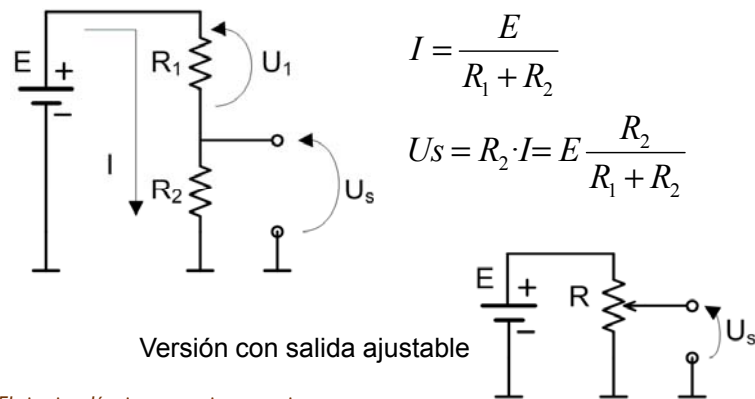 E +
−
I
R₁
U₁
R₂
Uₛ
I = E / (R₁ + R₂)
Us = R₂·I = E R₂ / (R₁ + R₂)
E +
−
R
Uₛ
Versión con salida ajustable